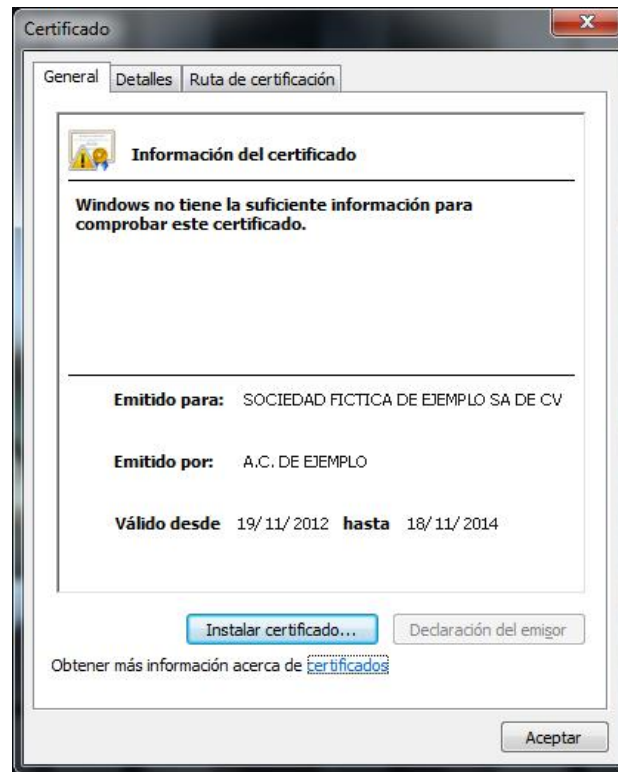 Certificado
General Detalles Ruta de certificación
Información del certificado
Windows no tiene la suficiente información para
comprobar este certificado.
Emitido para: SOCIEDAD FICTICA DE EJEMPLO SA DE CV
Emitido por: A.C. DE EJEMPLO
Válido desde 19/11/2012 hasta 18/11/2014
Instalar certificado... Declaración del emisor
Obtener más información acerca de certificados
Aceptar